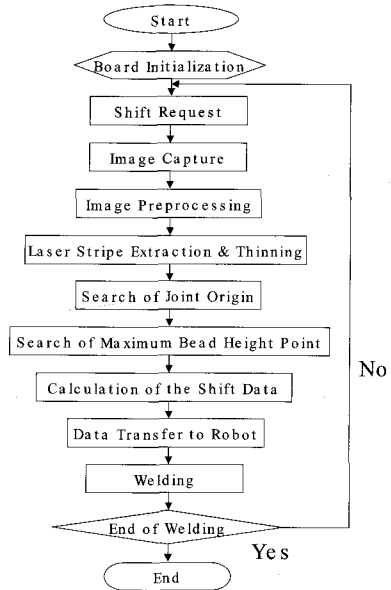 Start
Board Initialization
Shift Request
Image Capture
Image Preprocessing
Laser Stripe Extraction & Thinning
Search of Joint Origin
Search of Maximum Bead Height Point
No
Calculation of the Shift Data
Data Transfer to Robot
Welding
End of Welding
Yes
End